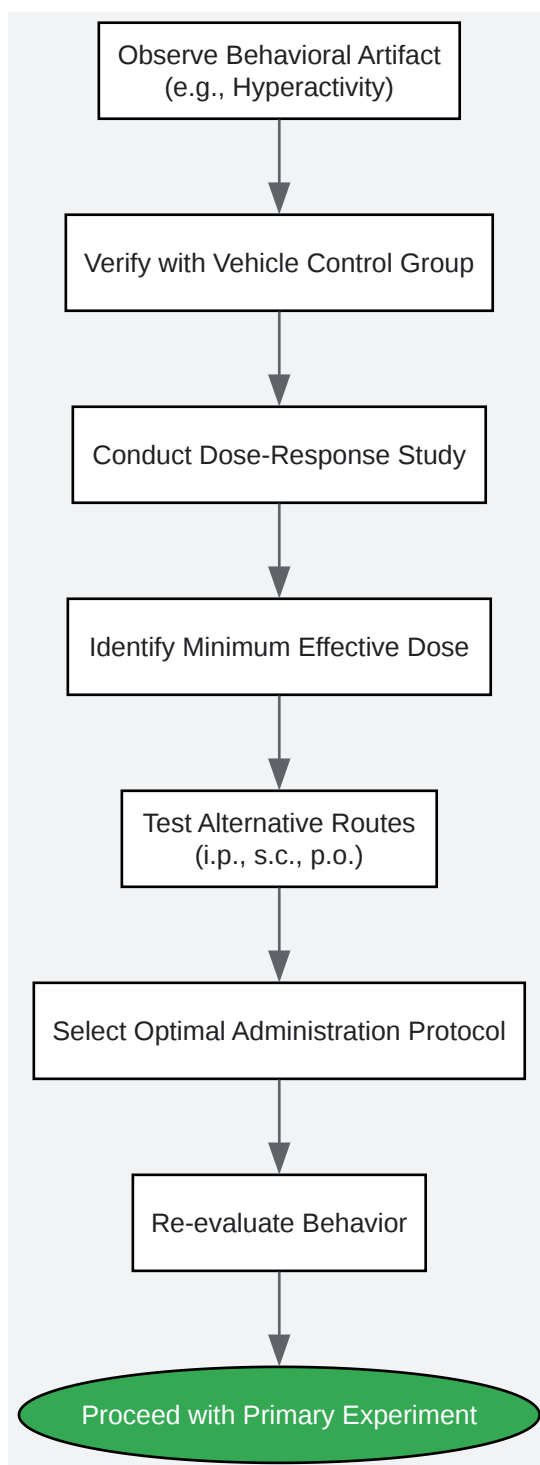 Observe Behavioral Artifact
(e.g., Hyperactivity)
Verify with Vehicle Control Group
Conduct Dose-Response Study
Identify Minimum Effective Dose
Test Alternative Routes
(i.p., s.c., p.o.)
Select Optimal Administration Protocol
Re-evaluate Behavior
Proceed with Primary Experiment